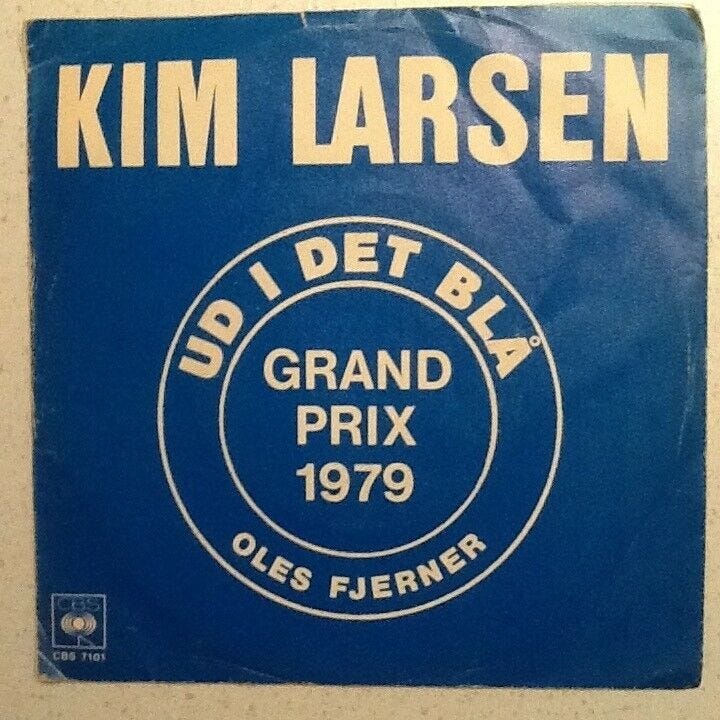 KIM LARSEN
UD I DET BLÅ
GRAND
PRIX
1979
OLES FJERNER
CBS
CBS 7101